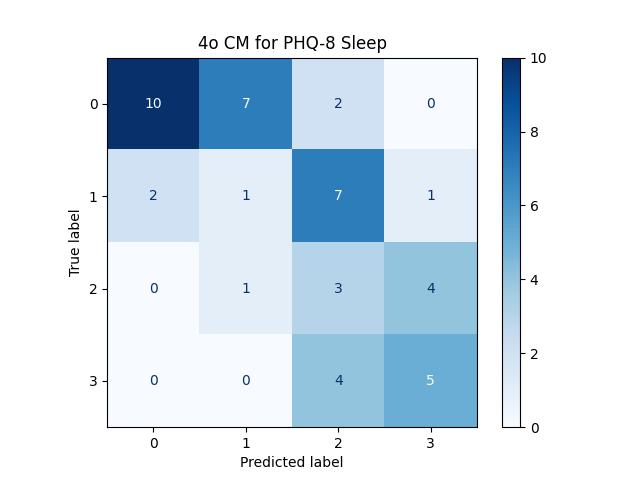 4o CM for PHQ-8 Sleep
0 10 7 2 0
1 2 1 7 1
2 0 1 3 4
3 0 0 4 5
0 1 2 3
Predicted label
True label
10
8
6
4
2
0